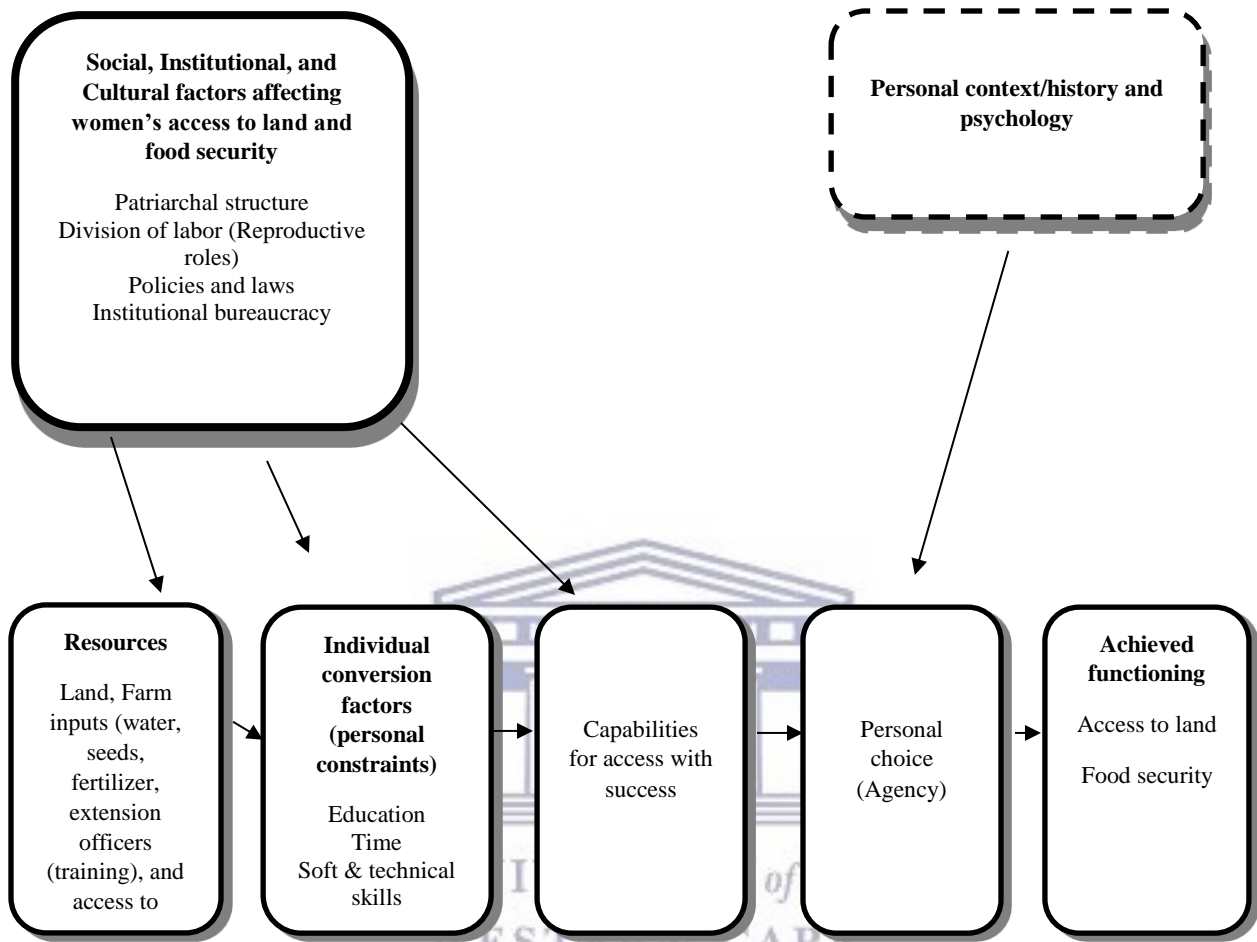 Social, Institutional, and
Cultural factors affecting
women's access to land and
food security
Patriarchal structure
Division of labor (Reproductive
roles)
Policies and laws
Institutional bureaucracy
Personal context/history and
psychology
Resources
Land, Farm
inputs (water,
seeds,
fertilizer,
extension
officers
(training), and
access to
Individual
conversion
factors
(personal
constraints)
Education
Time
Soft & technical
skills
Capabilities
for access with
success
Personal
choice
(Agency)
Achieved
functioning
Access to land
Food security
of